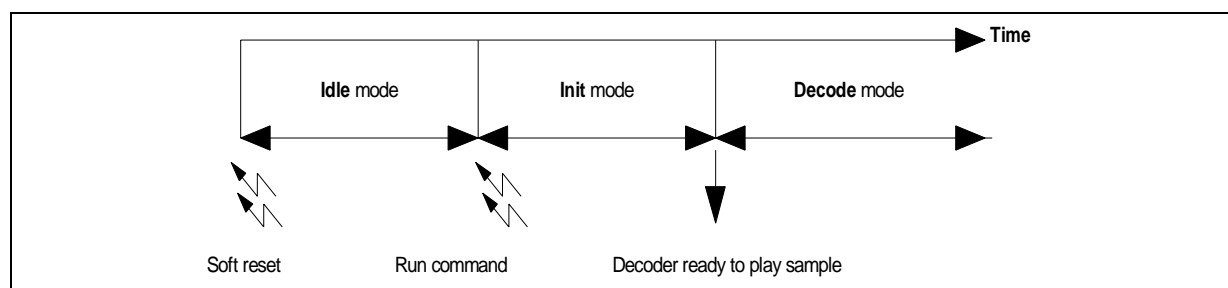 Time
Idle mode
Init mode
Decode mode
Soft reset
Run command
Decoder ready to play sample